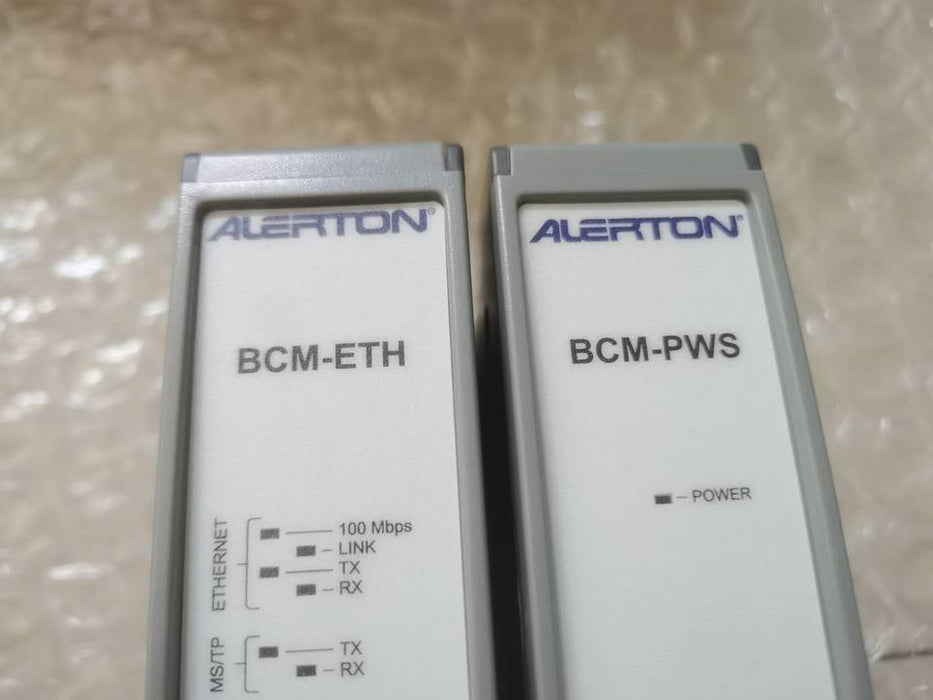 ALERTON®
BCM-ETH
ETHERNET
100 Mbps
LINK
TX
RX
MS/TP
TX
RX
ALERTON®
BCM-PWS
POWER